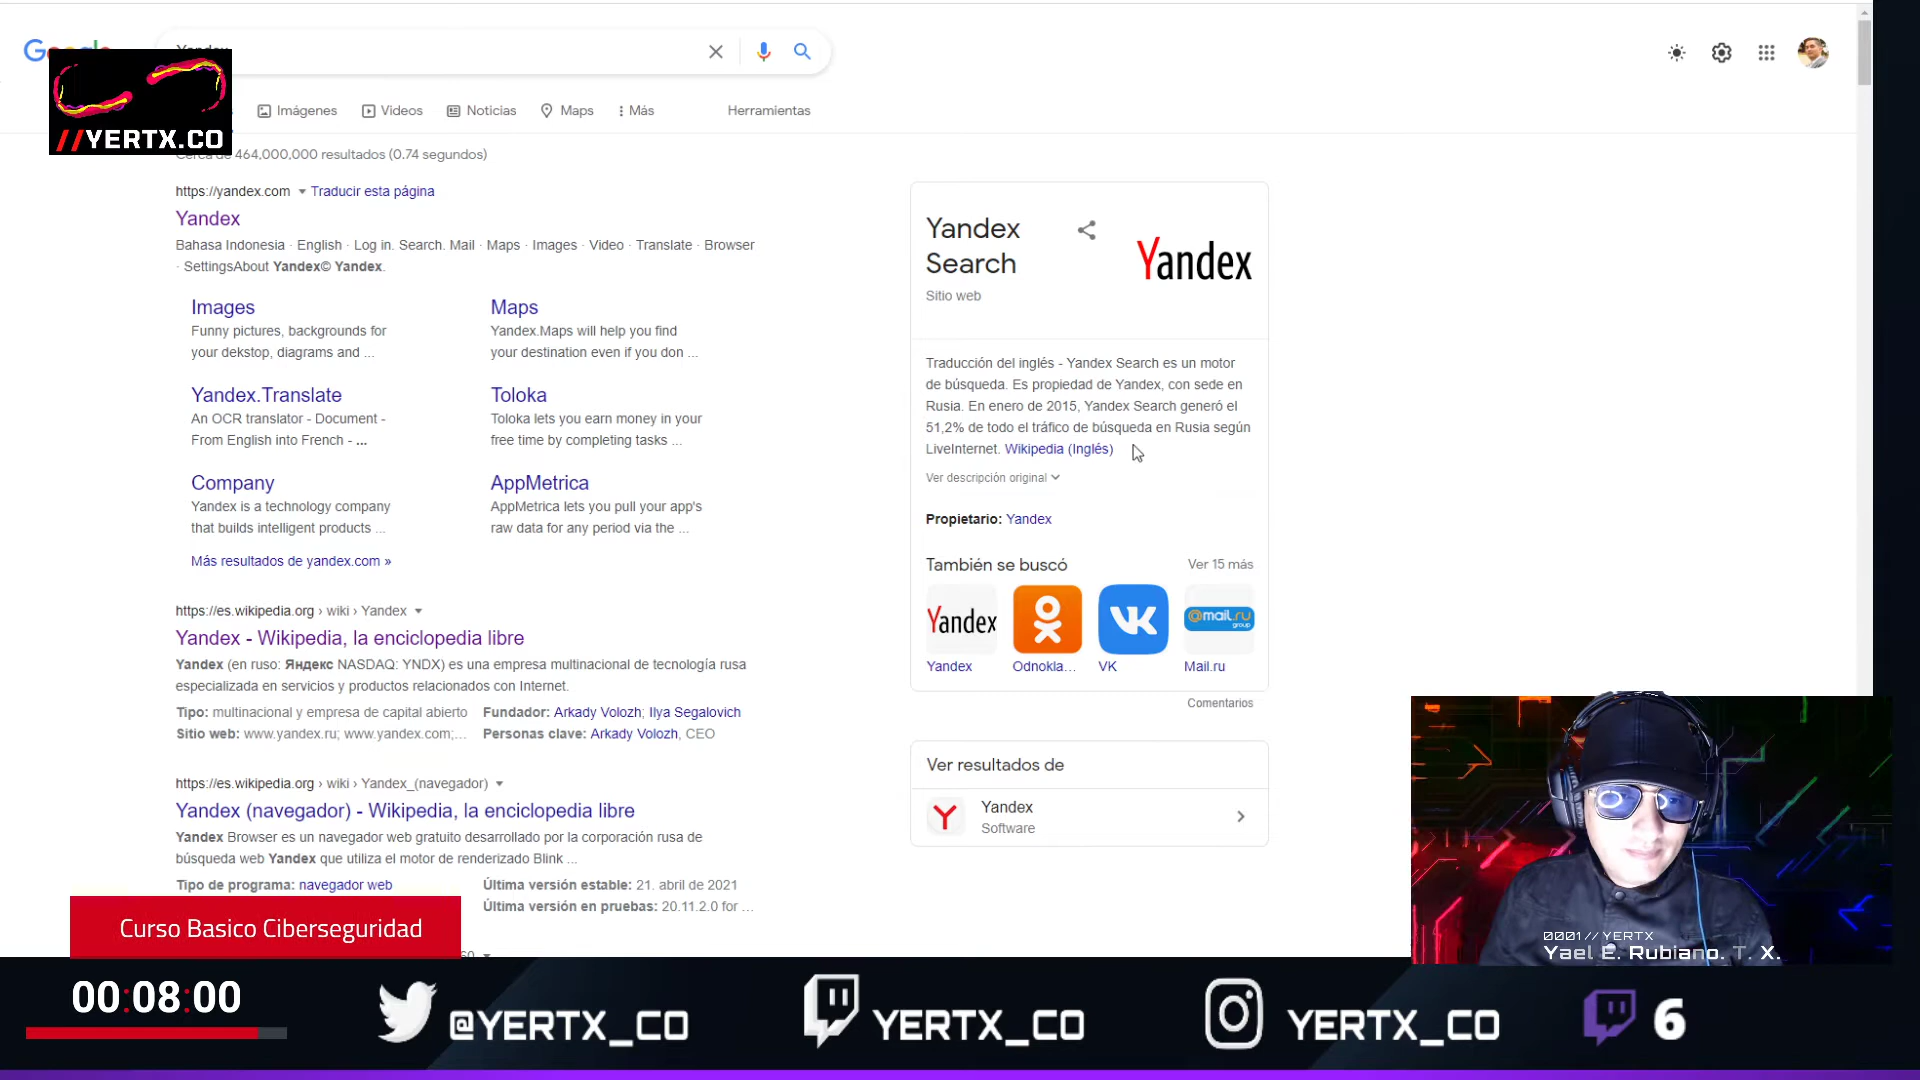 Google
Yandex
//YERTX.CO
Imágenes
Videos
Noticias
Maps
Más
Herramientas
Cerca de 464,000,000 resultados (0.74 segundos)
https://yandex.com Traducir esta página
Yandex
Bahasa Indonesia · English · Log in. Search. Mail · Maps · Images · Video · Translate · Browser
· SettingsAbout Yandex© Yandex.
Images
Funny pictures, backgrounds for
your dekstop, diagrams and ...
Maps
Yandex.Maps will help you find
your destination even if you don ...
Yandex.Translate
An OCR translator - Document -
From English into French - ...
Toloka
Toloka lets you earn money in your
free time by completing tasks ...
Company
Yandex is a technology company
that builds intelligent products ...
AppMetrica
AppMetrica lets you pull your app's
raw data for any period via the ...
Más resultados de yandex.com »
https://es.wikipedia.org › wiki › Yandex
Yandex - Wikipedia, la enciclopedia libre
Yandex (en ruso: Яндекс NASDAQ: YNDX) es una empresa multinacional de tecnología rusa
especializada en servicios y productos relacionados con Internet.
Tipo: multinacional y empresa de capital abierto
Fundador: Arkady Volozh; Ilya Segalovich
Sitio web: www.yandex.ru; www.yandex.com;...
Personas clave: Arkady Volozh, CEO
https://es.wikipedia.org › wiki › Yandex_(navegador)
Yandex (navegador) - Wikipedia, la enciclopedia libre
Yandex Browser es un navegador web gratuito desarrollado por la corporación rusa de
búsqueda web Yandex que utiliza el motor de renderizado Blink ...
Tipo de programa: navegador web
Última versión estable: 21. abril de 2021
Última versión en pruebas: 20.11.2.0 for ...
Yandex
Search
Sitio web
Yandex
Traducción del inglés - Yandex Search es un motor
de búsqueda. Es propiedad de Yandex, con sede en
Rusia. En enero de 2015, Yandex Search generó el
51,2% de todo el tráfico de búsqueda en Rusia según
LiveInternet. Wikipedia (Inglés)
Ver descripción original
Propietario: Yandex
También se buscó
Ver 15 más
Yandex
@mail.ru
group
Yandex
Odnokla...
VK
Mail.ru
Comentarios
Ver resultados de
Yandex
Software
0001 // YERTX
Yael E. Rubiano. T. X.
Curso Basico Ciberseguridad
00:08:00
@YERTX_CO
YERTX_CO
YERTX_CO
6